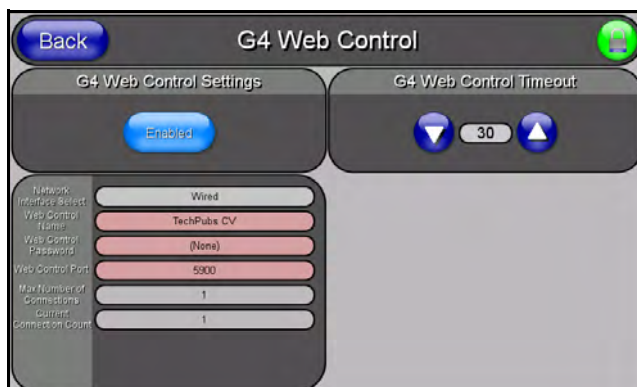 Back
G4 Web Control
G4 Web Control Settings
Enabled
G4 Web Control Timeout
30
Network
Interface Select
Wired
Web Control
Name
TechPubs CV
Web Control
Password
(None)
Web Control Port
5900
Max Number of
Connections
1
Current
Connection Count
1